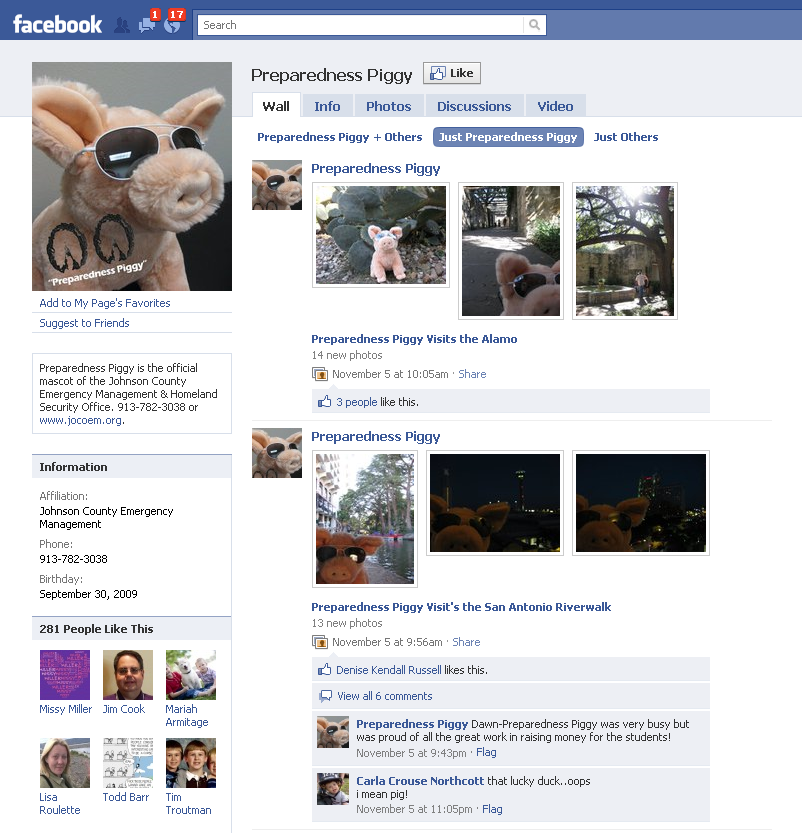 facebook
1
17
Search
Preparedness Piggy
Like
Wall
Info
Photos
Discussions
Video
Preparedness Piggy + Others
Just Preparedness Piggy
Just Others
"Preparedness Piggy"
Add to My Page's Favorites
Suggest to Friends
Preparedness Piggy is the official
mascot of the Johnson County
Emergency Management & Homeland
Security Office. 913-782-3038 or
www.jocoem.org.
Information
Affiliation:
Johnson County Emergency
Management
Phone:
913-782-3038
Birthday:
September 30, 2009
281 People Like This
Missy Miller
Jim Cook
Mariah
Armitage
Lisa
Roulette
Todd Barr
Tim
Troutman
Preparedness Piggy
Preparedness Piggy Visits the Alamo
14 new photos
November 5 at 10:05am · Share
3 people like this.
Preparedness Piggy
Preparedness Piggy Visit's the San Antonio Riverwalk
13 new photos
November 5 at 9:56am · Share
Denise Kendall Russell likes this.
View all 6 comments
Preparedness Piggy Dawn-Preparedness Piggy was very busy but
was proud of all the great work in raising money for the students!
November 5 at 9:43pm · Flag
Carla Crouse Northcott that lucky duck..oops
i mean pig!
November 5 at 11:05pm · Flag